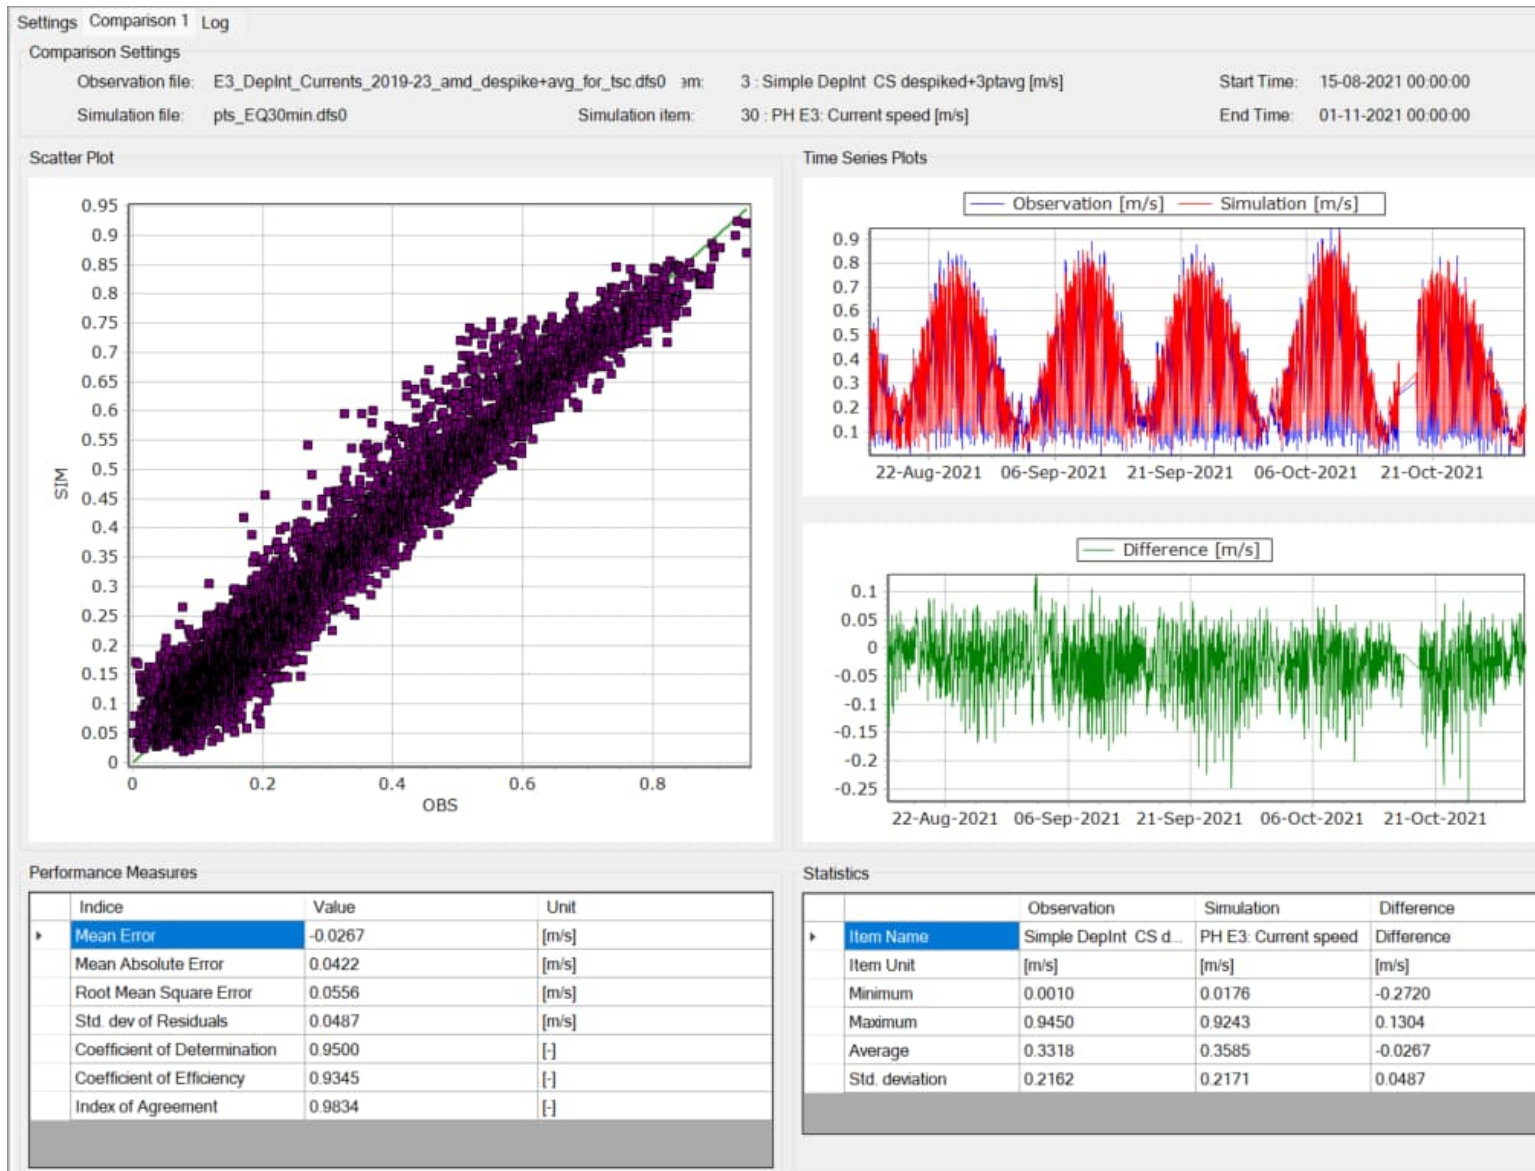 Settings Comparison 1 Log
Comparison Settings
Observation file: E3_DepInt_Currents_2019-23_amd_despike+avg_for_tsc.dfs0 em: 3 : Simple DepInt CS despiked+3ptavg [m/s] Start Time: 15-08-2021 00:00:00
Simulation file: pts_EQ30min.dfs0 Simulation item: 30 : PH E3: Current speed [m/s] End Time: 01-11-2021 00:00:00
Scatter Plot
0.95
0.9
0.85
0.8
0.75
0.7
0.65
0.6
0.55
0.5
0.45
0.4
0.35
0.3
0.25
0.2
0.15
0.1
0.05
0
SIM
0 0.2 0.4 0.6 0.8
OBS
Time Series Plots
Observation [m/s] Simulation [m/s]
0.9
0.8
0.7
0.6
0.5
0.4
0.3
0.2
0.1
22-Aug-2021 06-Sep-2021 21-Sep-2021 06-Oct-2021 21-Oct-2021
Difference [m/s]
0.1
0.05
0
-0.05
-0.1
-0.15
-0.2
-0.25
22-Aug-2021 06-Sep-2021 21-Sep-2021 06-Oct-2021 21-Oct-2021
Performance Measures
Indice Value Unit
Mean Error -0.0267 [m/s]
Mean Absolute Error 0.0422 [m/s]
Root Mean Square Error 0.0556 [m/s]
Std. dev of Residuals 0.0487 [m/s]
Coefficient of Determination 0.9500 [-]
Coefficient of Efficiency 0.9345 [-]
Index of Agreement 0.9834 [-]
Statistics
Observation Simulation Difference
Item Name Simple DepInt CS d... PH E3: Current speed Difference
Item Unit [m/s] [m/s] [m/s]
Minimum 0.0010 0.0176 -0.2720
Maximum 0.9450 0.9243 0.1304
Average 0.3318 0.3585 -0.0267
Std. deviation 0.2162 0.2171 0.0487